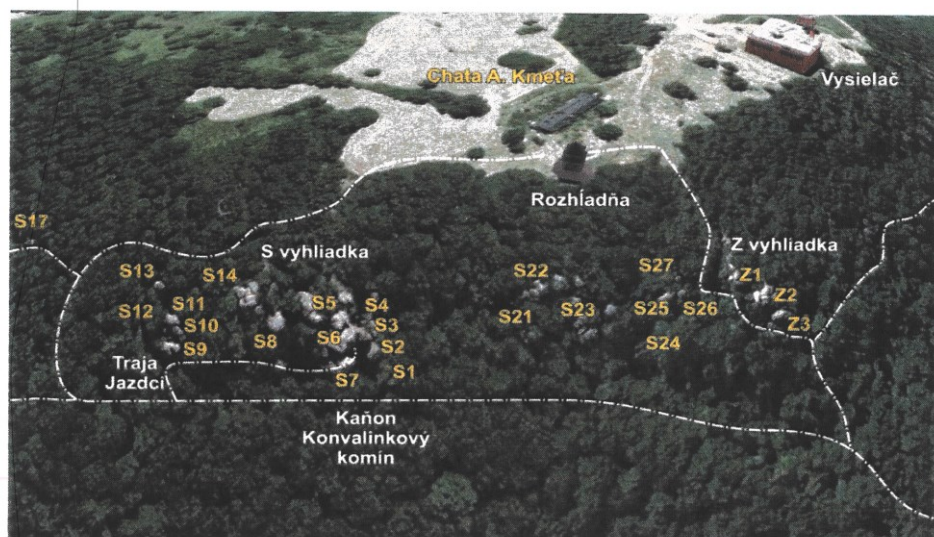 Chata A. Kmeťa
Vysielač
Rozhĺadňa
S17
S vyhliadka
Z vyhliadka
S13
S14
S22
S27
Z1
S12
S11
S5
S4
S21
S23
S25
S26
Z2
S10
S3
Z3
S9
S8
S6
S2
S24
Traja
Jazdci
S7
S1
Kaňon
Konvalinkový
komín